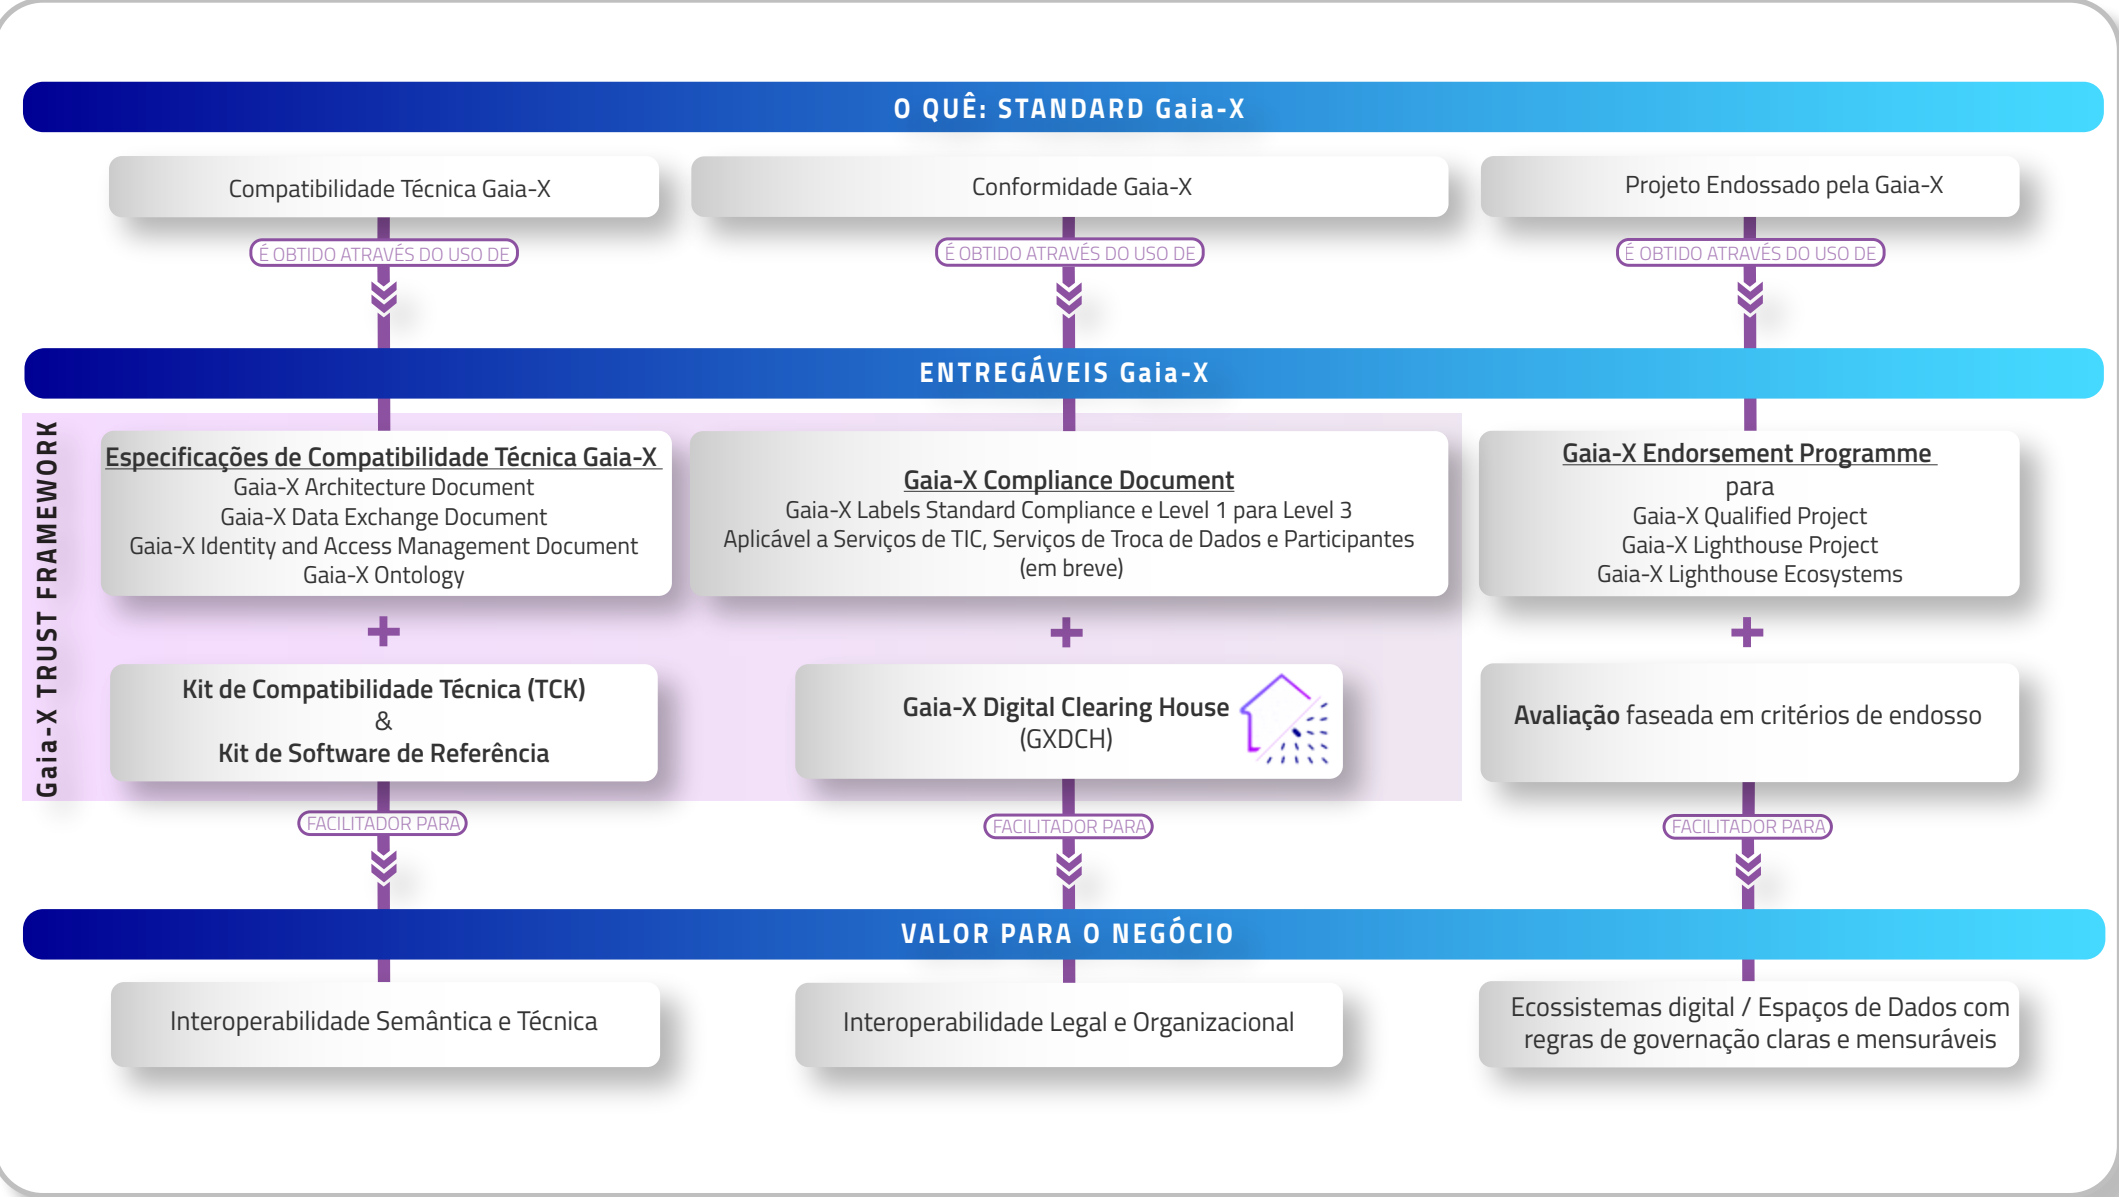 O QUÊ: STANDARD Gaia-X
Compatibilidade Técnica Gaia-X
Conformidade Gaia-X
Projeto Endossado pela Gaia-X
É OBTIDO ATRAVÉS DO USO DE
É OBTIDO ATRAVÉS DO USO DE
É OBTIDO ATRAVÉS DO USO DE
ENTREGÁVEIS Gaia-X
Gaia-X TRUST FRAMEWORK
Especificações de Compatibilidade Técnica Gaia-X
Gaia-X Architecture Document
Gaia-X Data Exchange Document
Gaia-X Identity and Access Management Document
Gaia-X Ontology
Gaia-X Compliance Document
Gaia-X Labels Standard Compliance e Level 1 para Level 3
Aplicável a Serviços de TIC, Serviços de Troca de Dados e Participantes
(em breve)
Gaia-X Endorsement Programme
para
Gaia-X Qualified Project
Gaia-X Lighthouse Project
Gaia-X Lighthouse Ecosystems
+
+
+
Kit de Compatibilidade Técnica (TCK)
&
Kit de Software de Referência
Gaia-X Digital Clearing House
(GXDCH)
Avaliação faseada em critérios de endosso
FACILITADOR PARA
FACILITADOR PARA
FACILITADOR PARA
VALOR PARA O NEGÓCIO
Interoperabilidade Semântica e Técnica
Interoperabilidade Legal e Organizacional
Ecossistemas digital / Espaços de Dados com
regras de governação claras e mensuráveis